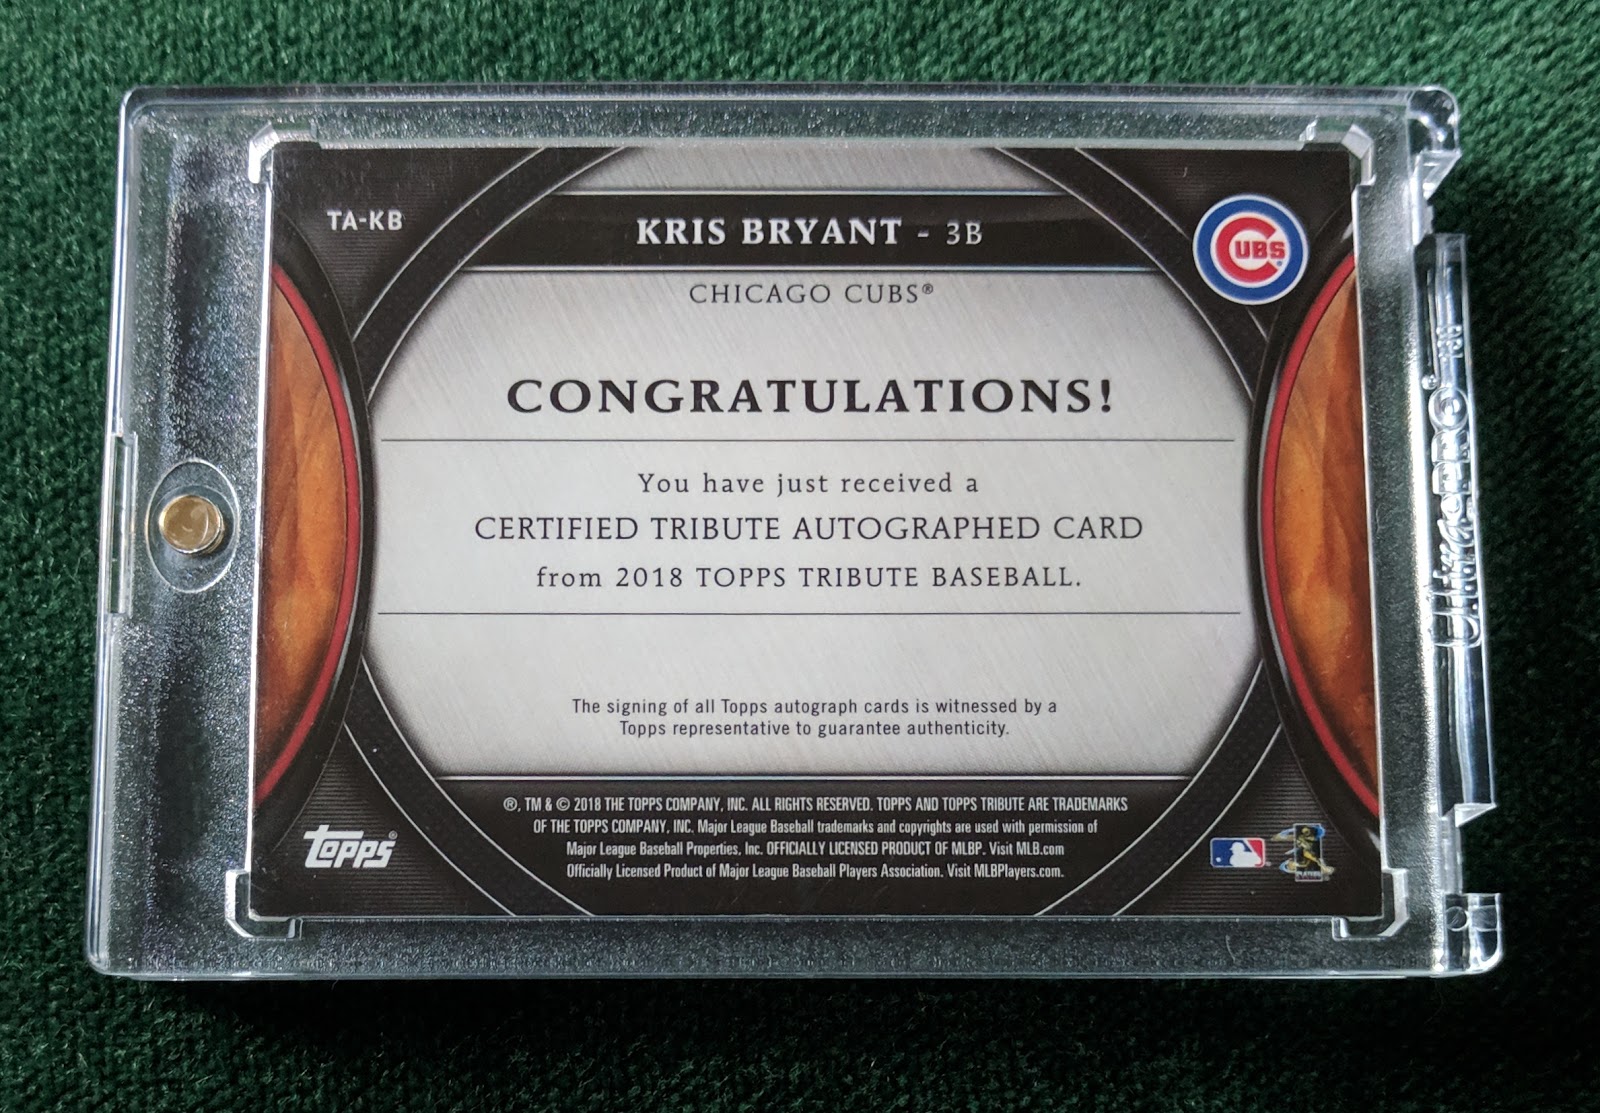 TA-KB
KRIS BRYANT - 3B
CUBS
CHICAGO CUBS®
CONGRATULATIONS!
You have just received a
CERTIFIED TRIBUTE AUTOGRAPHED CARD
from 2018 TOPPS TRIBUTE BASEBALL.
The signing of all Topps autograph cards is witnessed by a
Topps representative to guarantee authenticity.
®, TM & © 2018 THE TOPPS COMPANY, INC. ALL RIGHTS RESERVED. TOPPS AND TOPPS TRIBUTE ARE TRADEMARKS
OF THE TOPPS COMPANY, INC. Major League Baseball trademarks and copyrights are used with permission of
Major League Baseball Properties, Inc. OFFICIALLY LICENSED PRODUCT OF MLBP. Visit MLB.com
Officially Licensed Product of Major League Baseball Players Association. Visit MLBPlayers.com.
topps®
Ultra•PRO®